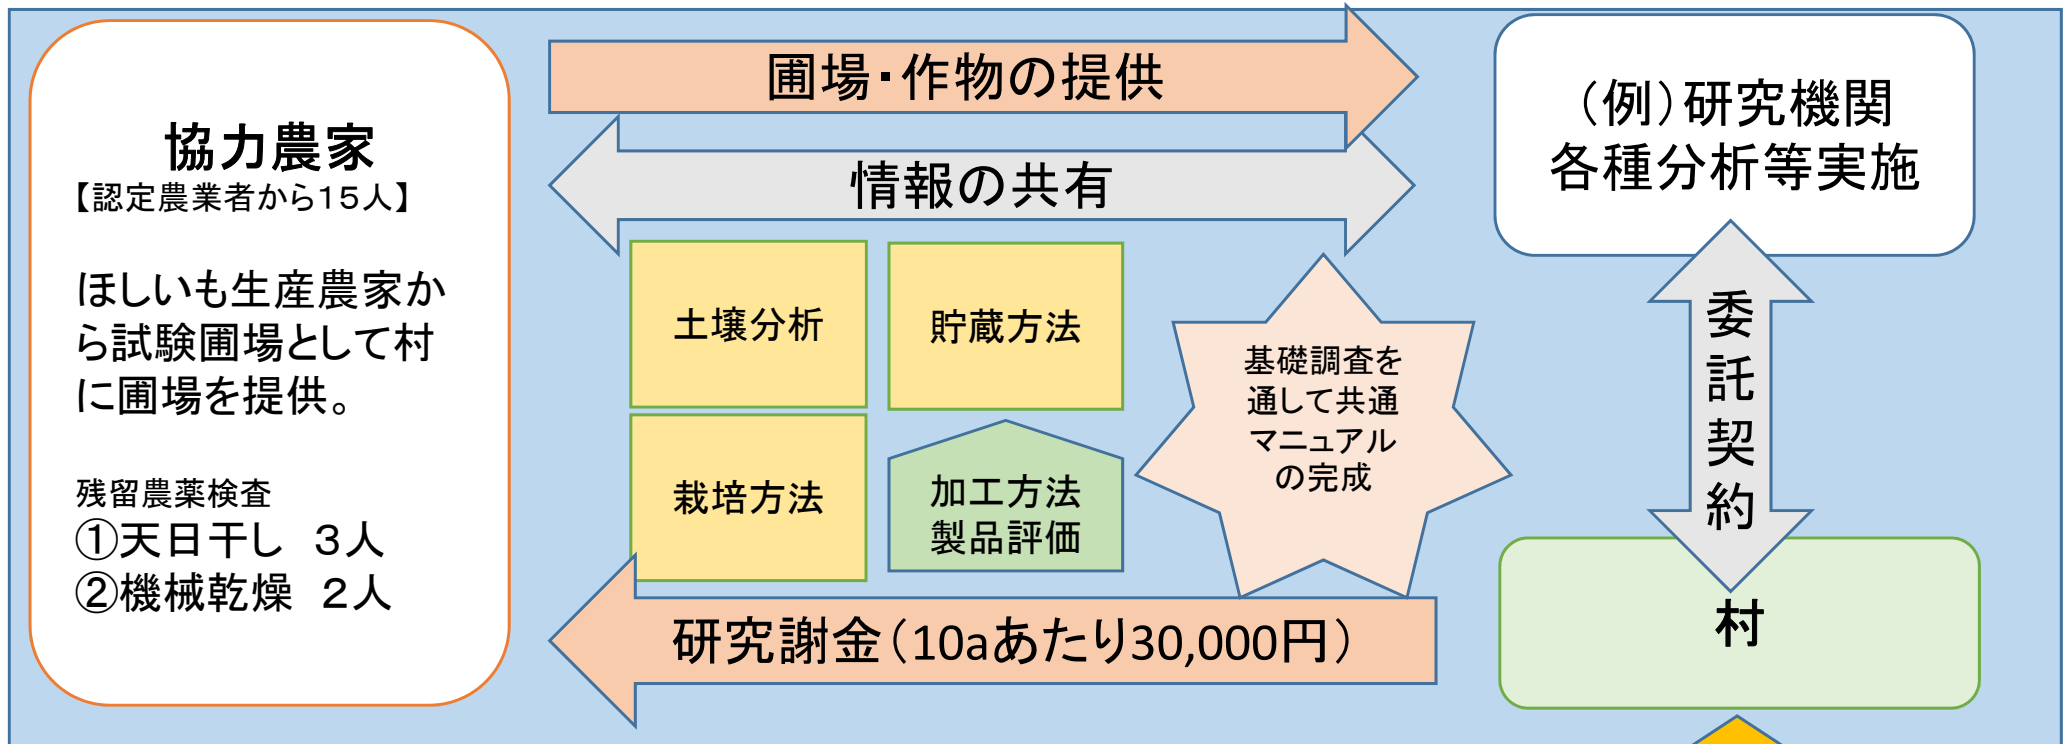 圃場・作物の提供
情報の共有
協力農家
【認定農業者から15人】
ほしいも生産農家か
ら試験圃場として村
に圃場を提供。
残留農薬検査
①天日干し　３人
②機械乾燥　２人
土壌分析
貯蔵方法
栽培方法
加工方法
製品評価
基礎調査を
通して共通
マニュアル
の完成
研究謝金（10aあたり30,000円）
（例）研究機関
各種分析等実施
委
託
契
約
村